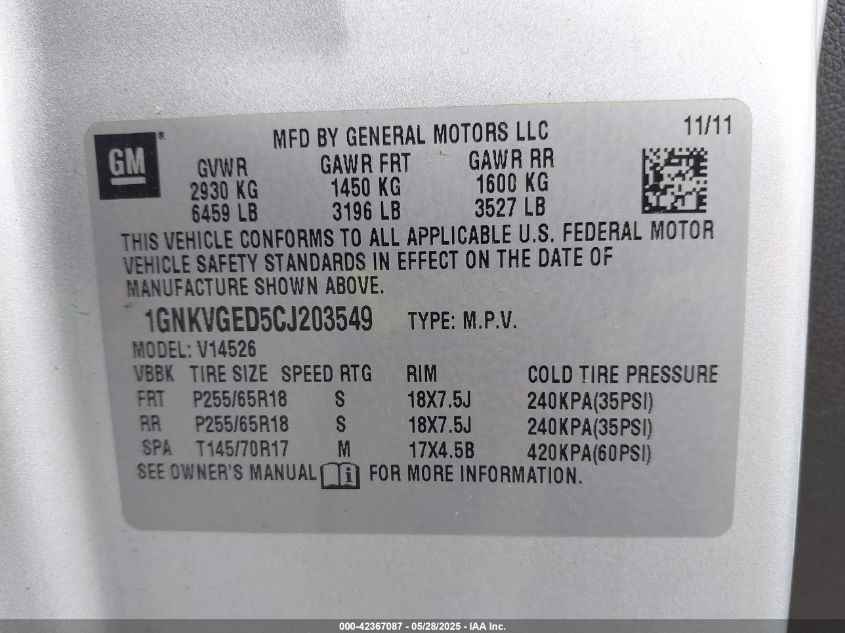 GM ®
MFD BY GENERAL MOTORS LLC 11/11
GVWR GAWR FRT GAWR RR
2930 KG 1450 KG 1600 KG
6459 LB 3196 LB 3527 LB
THIS VEHICLE CONFORMS TO ALL APPLICABLE U.S. FEDERAL MOTOR
VEHICLE SAFETY STANDARDS IN EFFECT ON THE DATE OF
MANUFACTURE SHOWN ABOVE.
1GNKVGED5CJ203549 TYPE: M.P.V.
MODEL: V14526
VBBK TIRE SIZE SPEED RTG RIM COLD TIRE PRESSURE
FRT P255/65R18 S 18X7.5J 240KPA(35PSI)
RR P255/65R18 S 18X7.5J 240KPA(35PSI)
SPA T145/70R17 M 17X4.5B 420KPA(60PSI)
SEE OWNER'S MANUAL i FOR MORE INFORMATION.
000-42367087 - 05/28/2025 - IAA Inc.